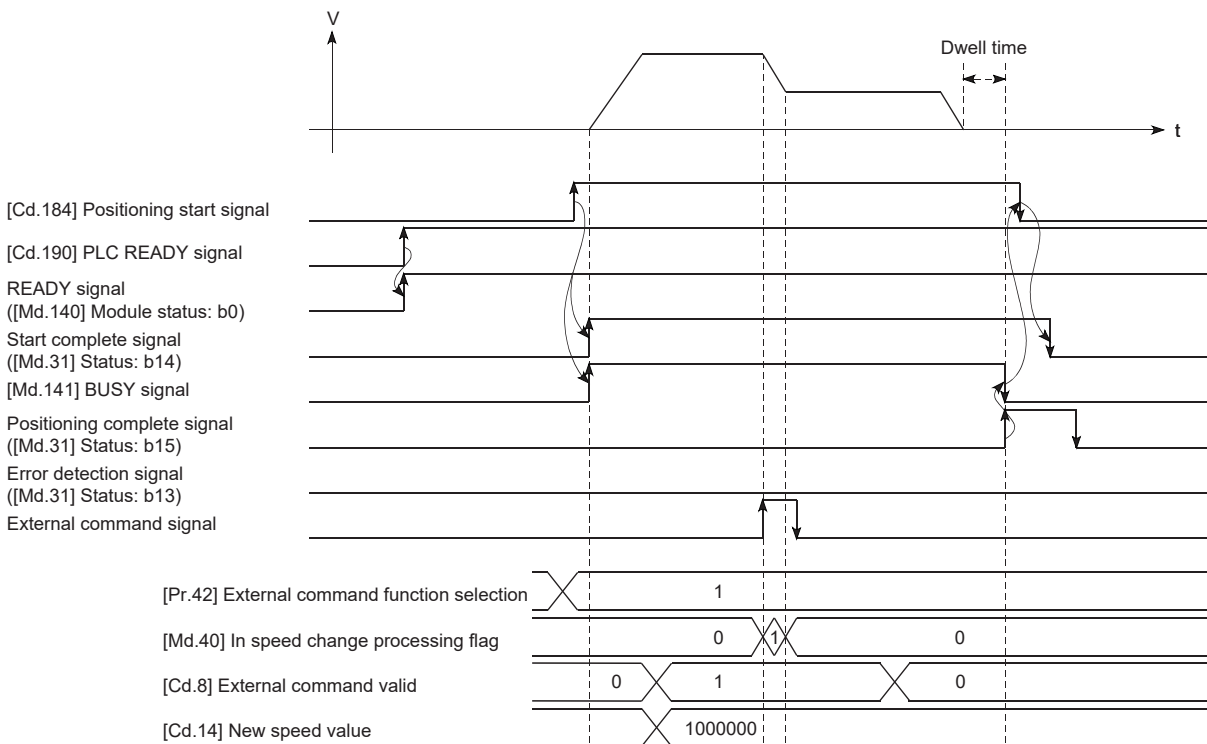 V
Dwell time
t
[Cd.184] Positioning start signal
[Cd.190] PLC READY signal
READY signal
([Md.140] Module status: b0)
Start complete signal
([Md.31] Status: b14)
[Md.141] BUSY signal
Positioning complete signal
([Md.31] Status: b15)
Error detection signal
([Md.31] Status: b13)
External command signal
[Pr.42] External command function selection 1
[Md.40] In speed change processing flag 0 1 0
[Cd.8] External command valid 0 1 0
[Cd.14] New speed value 1000000